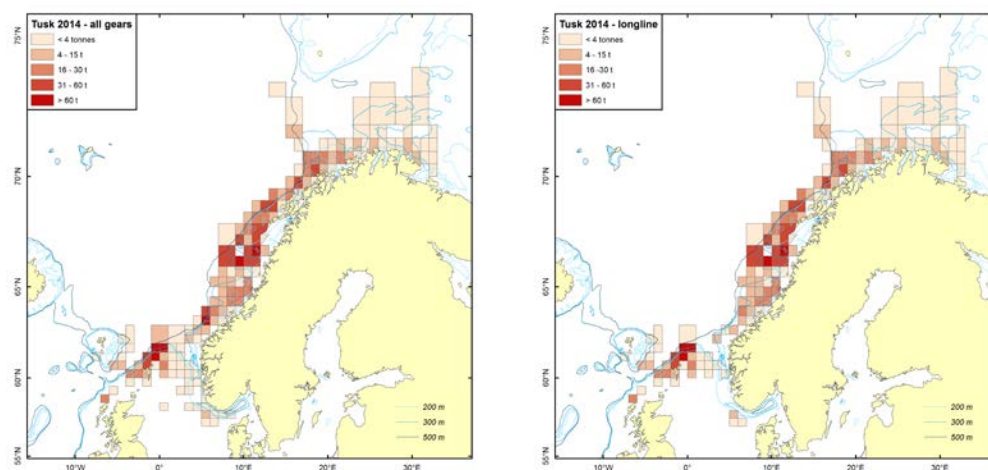 Tusk 2014 - all gears
< 4 tonnes
4 - 15 t
16 - 30 t
31 - 60 t
> 60 t
75°N
70°N
65°N
60°N
55°N
10°W
0°
10°E
20°E
30°E
200 m
300 m
500 m
Tusk 2014 - longline
< 4 tonnes
4 - 15 t
16 -30 t
31 - 60 t
> 60 t
75°N
70°N
65°N
60°N
55°N
10°W
0°
10°E
20°E
30°E
200 m
300 m
500 m